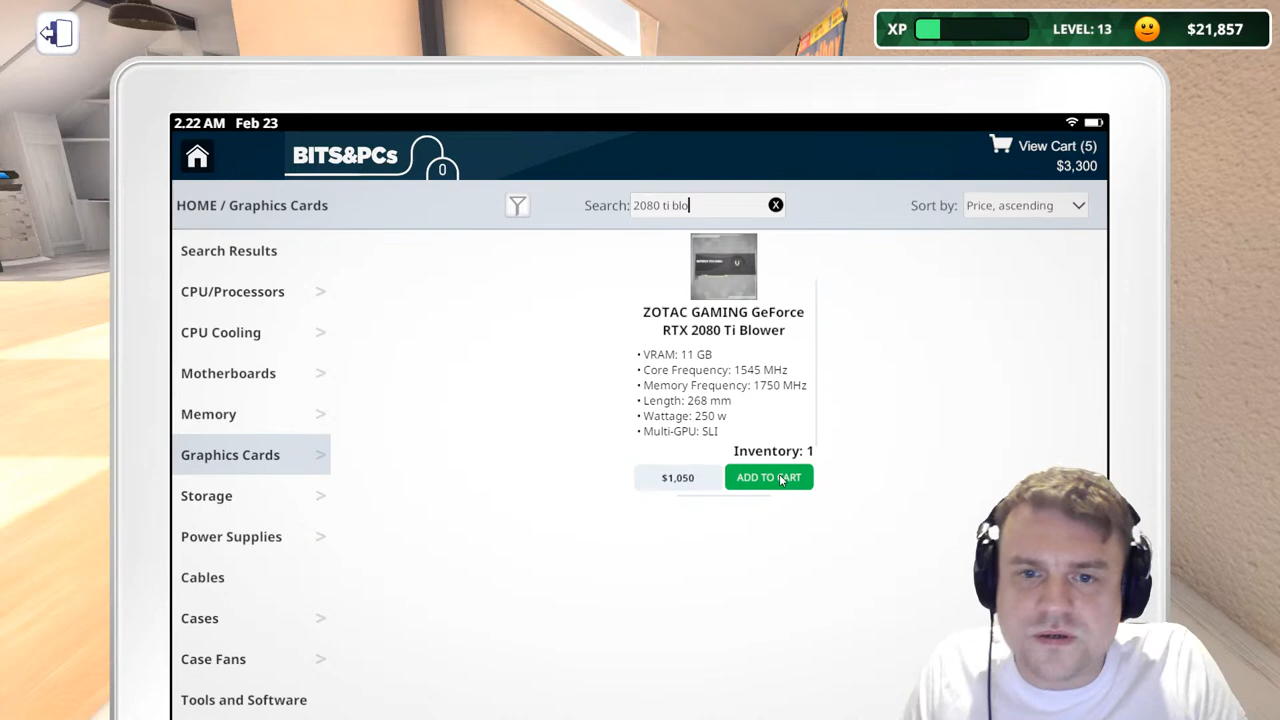 XP LEVEL: 13 $21,857
2.22 AM Feb 23
BITS&PCs 0
View Cart (5)
$3,300
HOME / Graphics Cards
Search: 2080 ti blo X
Sort by: Price, ascending
Search Results
CPU/Processors >
CPU Cooling >
Motherboards >
Memory >
Graphics Cards >
Storage >
Power Supplies >
Cables
Cases >
Case Fans >
Tools and Software
ZOTAC GAMING GeForce
RTX 2080 Ti Blower
• VRAM: 11 GB
• Core Frequency: 1545 MHz
• Memory Frequency: 1750 MHz
• Length: 268 mm
• Wattage: 250 w
• Multi-GPU: SLI
Inventory: 1
$1,050 ADD TO CART